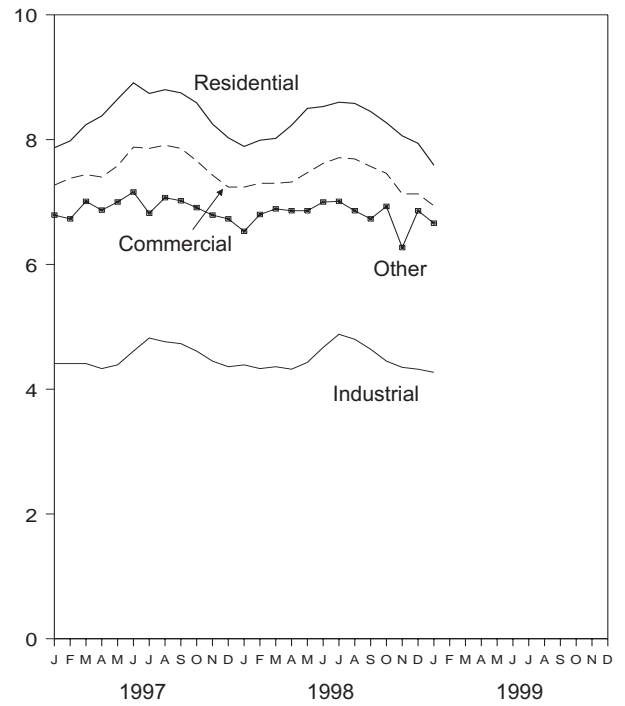 10
Residential
8
Commercial
6
Other
4
Industrial
2
0
J F M A M J J A S O N D J F M A M J J A S O N D J F M A M J J A S O N D
1997 1998 1999